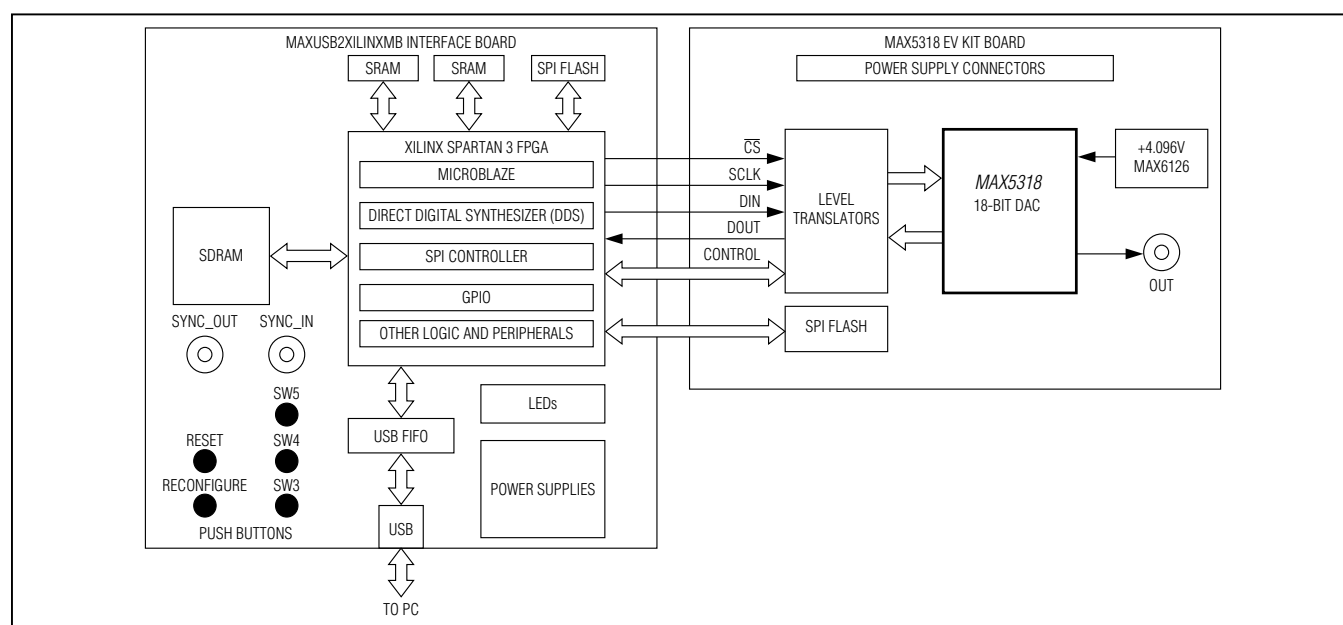 MAXUSB2XILINXMB INTERFACE BOARD
SRAM
SRAM
SPI FLASH
XILINX SPARTAN 3 FPGA
MICROBLAZE
DIRECT DIGITAL SYNTHESIZER (DDS)
SPI CONTROLLER
GPIO
OTHER LOGIC AND PERIPHERALS
SDRAM
SYNC_OUT
SYNC_IN
SW5
RESET
SW4
RECONFIGURE
SW3
PUSH BUTTONS
USB FIFO
USB
TO PC
LEDs
POWER SUPPLIES
CS
SCLK
DIN
DOUT
CONTROL
MAX5318 EV KIT BOARD
POWER SUPPLY CONNECTORS
LEVEL
TRANSLATORS
MAX5318
18-BIT DAC
+4.096V
MAX6126
OUT
SPI FLASH